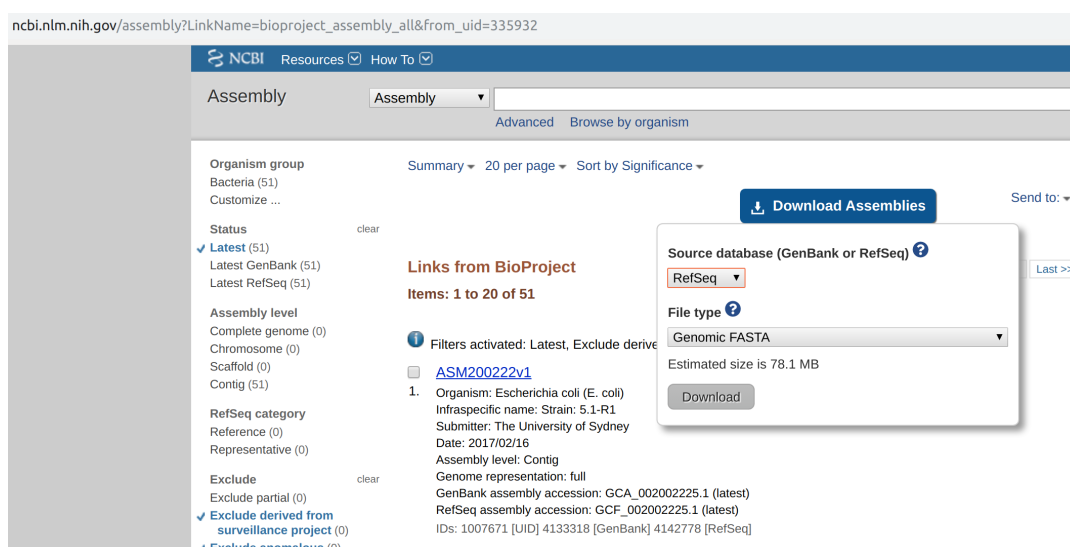 ncbi.nlm.nih.gov/assembly?LinkName=bioproject_assembly_all&from_uid=335932
NCBI Resources How To
Assembly
Assembly
Advanced Browse by organism
Organism group
Bacteria (51)
Customize ...
Status clear
Latest (51)
Latest GenBank (51)
Latest RefSeq (51)
Assembly level
Complete genome (0)
Chromosome (0)
Scaffold (0)
Contig (51)
RefSeq category
Reference (0)
Representative (0)
Exclude clear
Exclude partial (0)
Exclude derived from
surveillance project (0)
Exclude anomalous (0)
Summary 20 per page Sort by Significance
Download Assemblies
Send to:
Source database (GenBank or RefSeq) ?
RefSeq
File type ?
Genomic FASTA
Estimated size is 78.1 MB
Download
Last >>
Links from BioProject
Items: 1 to 20 of 51
i Filters activated: Latest, Exclude derive
ASM200222v1
1.
Organism: Escherichia coli (E. coli)
Infraspecific name: Strain: 5.1-R1
Submitter: The University of Sydney
Date: 2017/02/16
Assembly level: Contig
Genome representation: full
GenBank assembly accession: GCA_002002225.1 (latest)
RefSeq assembly accession: GCF_002002225.1 (latest)
IDs: 1007671 [UID] 4133318 [GenBank] 4142778 [RefSeq]